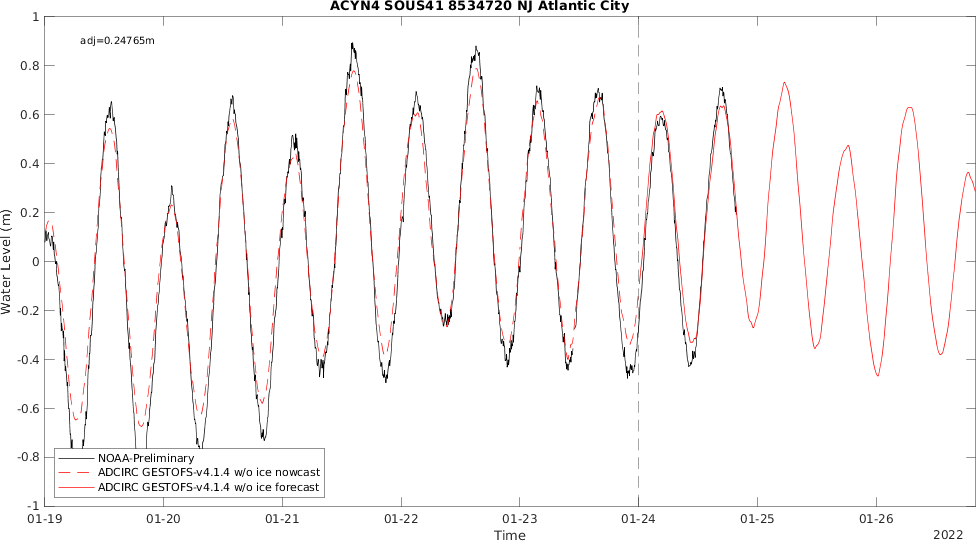 ACYN4 SOUS41 8534720 NJ Atlantic City
adj=0.24765m
1
0.8
0.6
0.4
0.2
0
-0.2
-0.4
-0.6
-0.8
-1
Water Level (m)
NOAA-Preliminary
ADCIRC GESTOFS-v4.1.4 w/o ice nowcast
ADCIRC GESTOFS-v4.1.4 w/o ice forecast
01-19 01-20 01-21 01-22 01-23 01-24 01-25 01-26
Time
2022